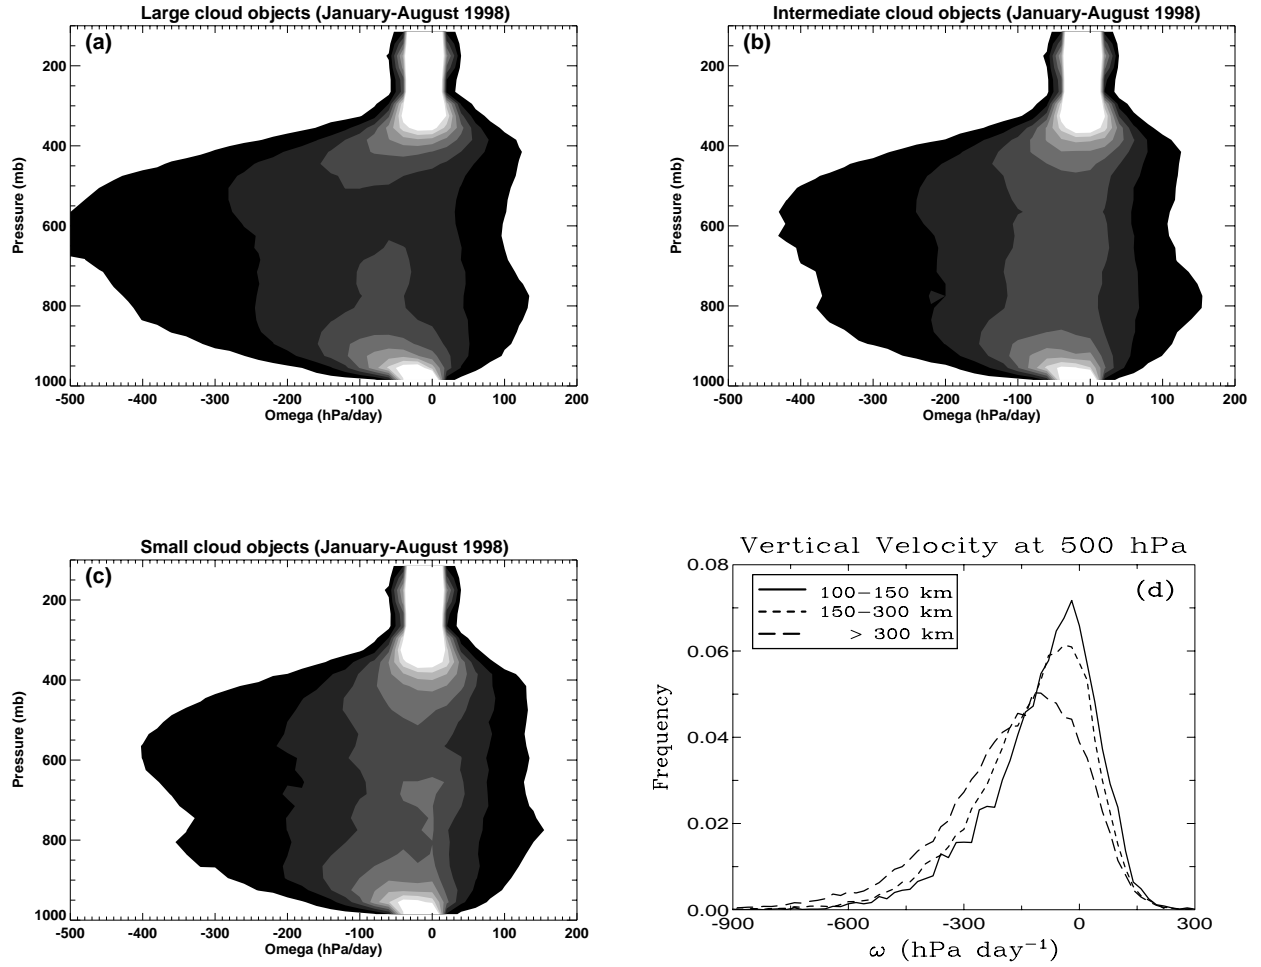 Large cloud objects (January-August 1998)
(a)
Pressure (mb)
200
400
600
800
1000
-500 -400 -300 -200 -100 0 100 200
Omega (hPa/day)
Intermediate cloud objects (January-August 1998)
(b)
Pressure (mb)
200
400
600
800
1000
-500 -400 -300 -200 -100 0 100 200
Omega (hPa/day)
Small cloud objects (January-August 1998)
(c)
Pressure (mb)
200
400
600
800
1000
-500 -400 -300 -200 -100 0 100 200
Omega (hPa/day)
Vertical Velocity at 500 hPa
(d)
100-150 km
150-300 km
> 300 km
Frequency
0.08
0.06
0.04
0.02
0.00
-900 -600 -300 0 300
ω (hPa day⁻¹)